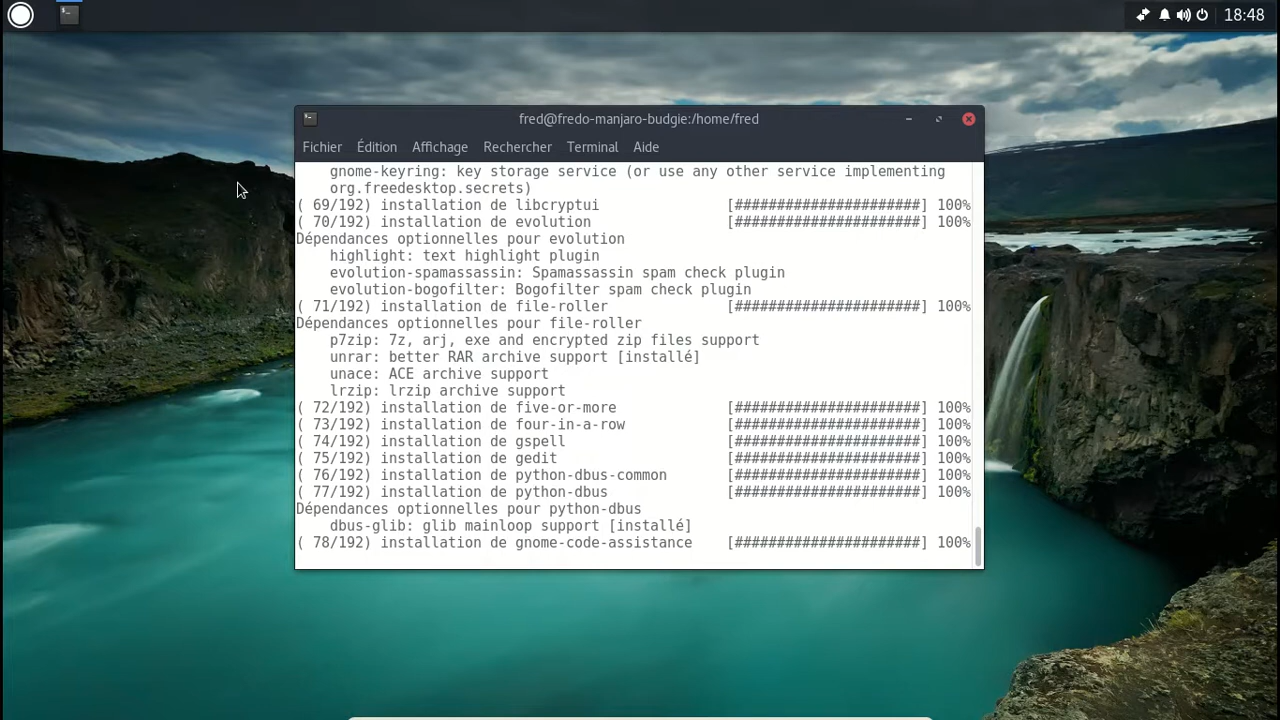 18:48
fred@fredo-manjaro-budgie:/home/fred
Fichier Édition Affichage Rechercher Terminal Aide
gnome-keyring: key storage service (or use any other service implementing
org.freedesktop.secrets)
( 69/192) installation de libcryptui [######################] 100%
( 70/192) installation de evolution [######################] 100%
Dépendances optionnelles pour evolution
highlight: text highlight plugin
evolution-spamassassin: Spamassassin spam check plugin
evolution-bogofilter: Bogofilter spam check plugin
( 71/192) installation de file-roller [######################] 100%
Dépendances optionnelles pour file-roller
p7zip: 7z, arj, exe and encrypted zip files support
unrar: better RAR archive support [installé]
unace: ACE archive support
lrzip: lrzip archive support
( 72/192) installation de five-or-more [######################] 100%
( 73/192) installation de four-in-a-row [######################] 100%
( 74/192) installation de gspell [######################] 100%
( 75/192) installation de gedit [######################] 100%
( 76/192) installation de python-dbus-common [######################] 100%
( 77/192) installation de python-dbus [######################] 100%
Dépendances optionnelles pour python-dbus
dbus-glib: glib mainloop support [installé]
( 78/192) installation de gnome-code-assistance [######################] 100%